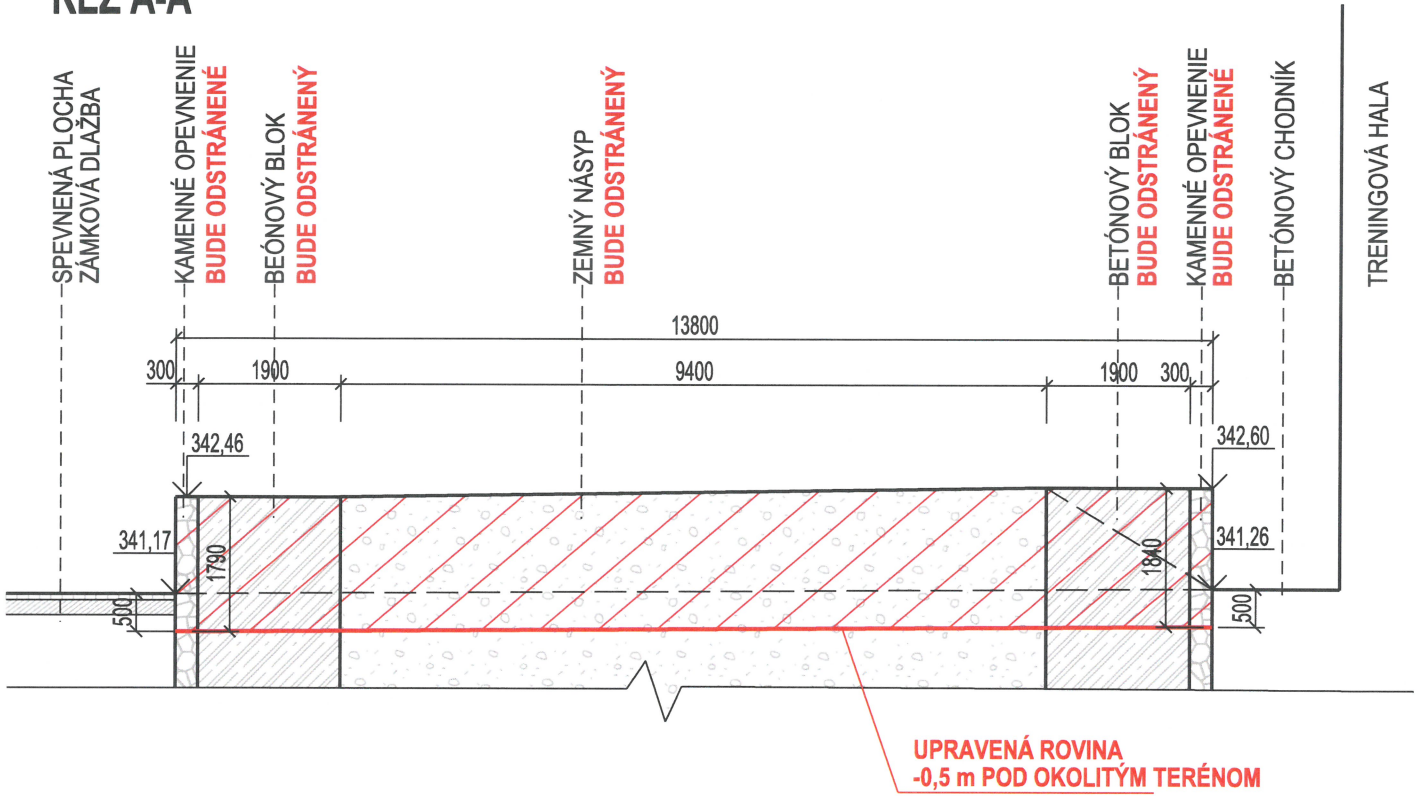 REZ A-A
SPEVNENÁ PLOCHA
ZÁMKOVÁ DLAŽBA
KAMENNÉ OPEVNENIE
BUDE ODSTRÁNENÉ
BEÓNOVÝ BLOK
BUDE ODSTRÁNENÝ
ZEMNÝ NÁSYP
BUDE ODSTRÁNENÝ
BETÓNOVÝ BLOK
BUDE ODSTRÁNENÝ
KAMENNÉ OPEVNENIE
BUDE ODSTRÁNENÉ
BETÓNOVÝ CHODNÍK
TRENINGOVÁ HALA
13800
300
1900
9400
1900
300
342,46
342,60
341,17
341,26
1790
1840
500
500
UPRAVENÁ ROVINA
-0,5 m POD OKOLITÝM TERÉNOM